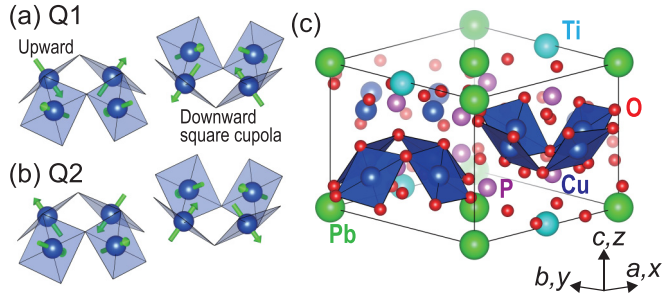 (a) Q1
Upward
Downward
square cupola
(b) Q2
(c)
Ti
O
P
Cu
Pb
c,z
b,y
a,x